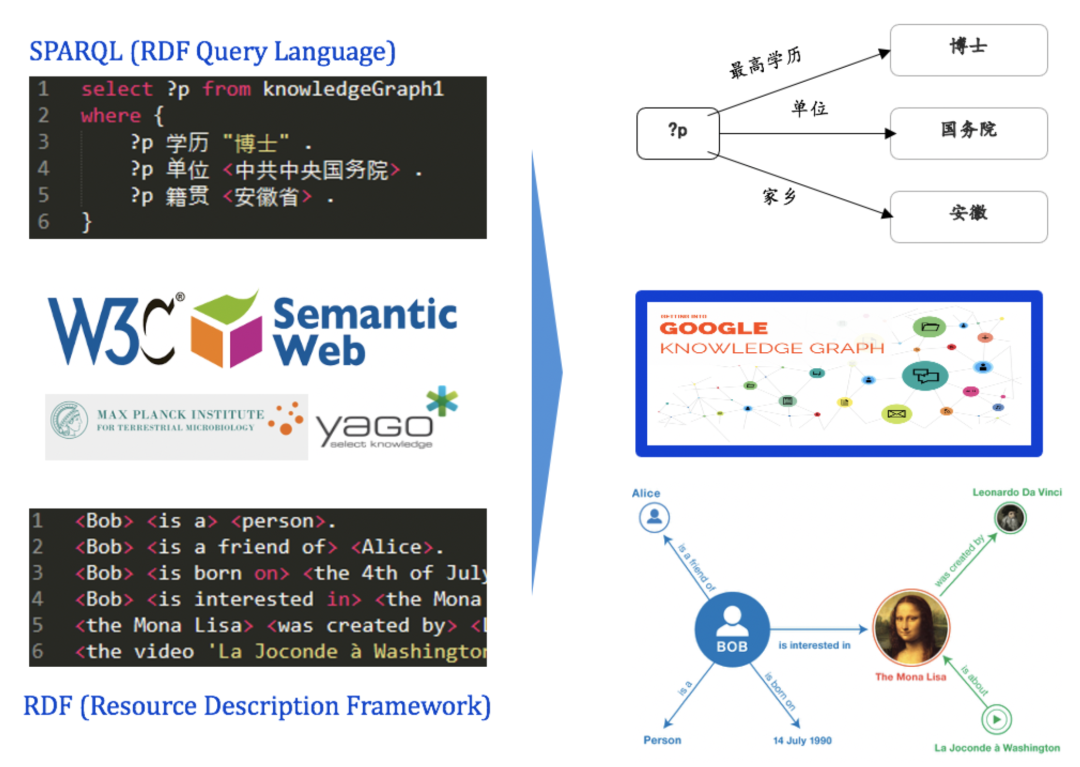 SPARQL (RDF Query Language)
1 select ?p from knowledgeGraph1
2 where {
3 ?p 学历 "博士" .
4 ?p 单位 <中共中央国务院> .
5 ?p 籍贯 <安徽省> .
6 }
W3C® Semantic
Web
MAX PLANCK INSTITUTE
FOR TERRESTRIAL MICROBIOLOGY
yago
select knowledge
1 <Bob> <is a> <person>.
2 <Bob> <is a friend of> <Alice>.
3 <Bob> <is born on> <the 4th of July
4 <Bob> <is interested in> <the Mona
5 <the Mona Lisa> <was created by> <
6 <the video 'La Joconde à Washington
RDF (Resource Description Framework)
最高学历
博士
?p
单位
国务院
家乡
安徽
GETTING INTO
GOOGLE
KNOWLEDGE GRAPH
Alice
Leonardo Da Vinci
is a friend of
was created by
BOB
is interested in
The Mona Lisa
is a
is born on
is about
Person
14 July 1990
La Joconde à Washington